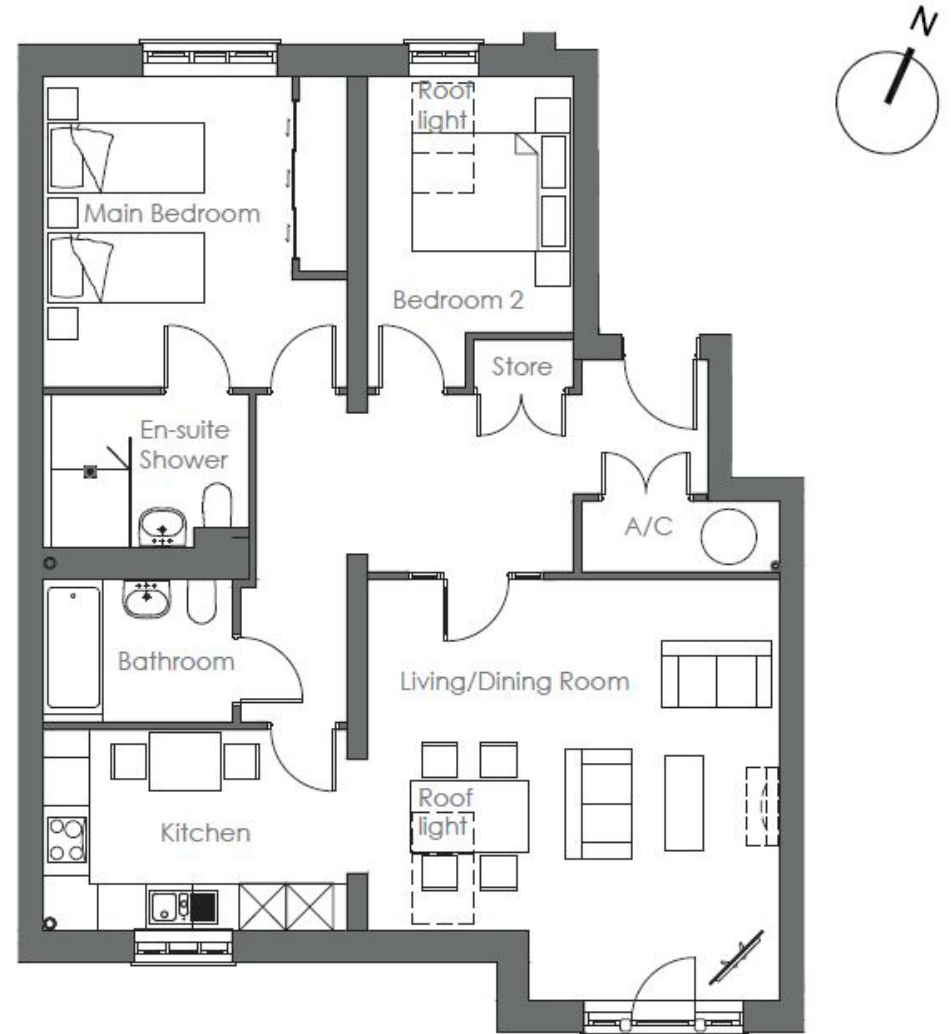 N
Roof
light
Main Bedroom
Bedroom 2
Store
En-suite
Shower
A/C
Bathroom
Living/Dining Room
Roof
light
Kitchen